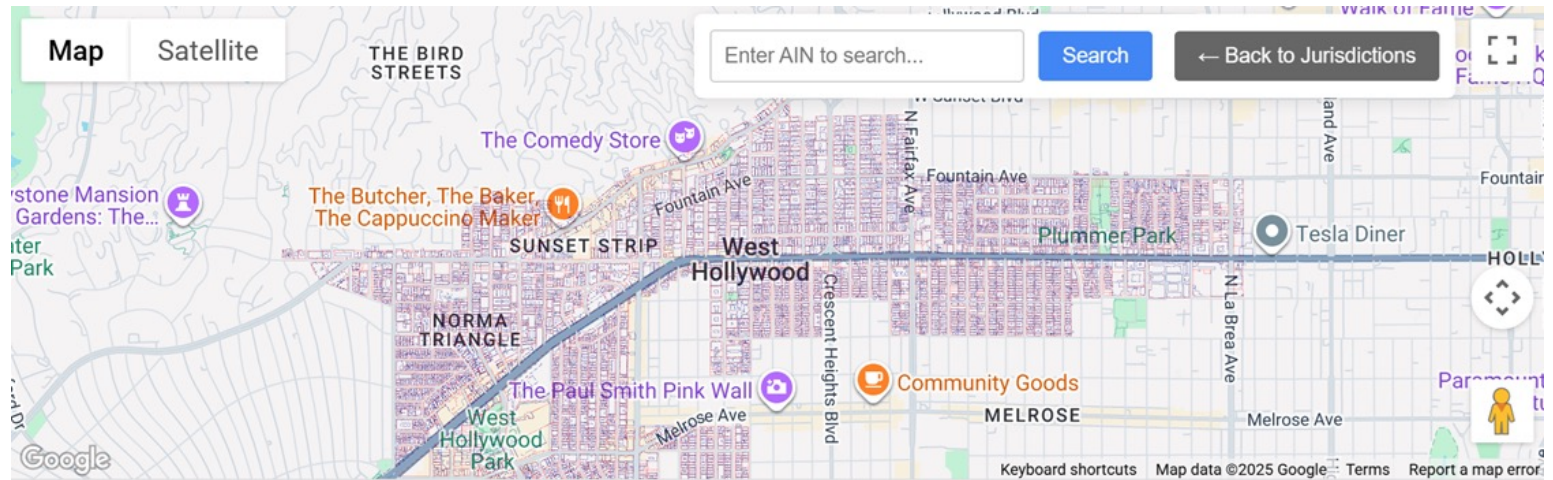 Map
Satellite
THE BIRD
STREETS
Enter AIN to search...
Search
← Back to Jurisdictions
Walk of Fame
W Sunset Blvd
The Comedy Store
N Fairfax Ave
Fountain Ave
Fountain Ave
Fountain
The Butcher, The Baker,
The Cappuccino Maker
Gardens: The...
Mansion
Park
SUNSET STRIP
West
Hollywood
Plummer Park
Tesla Diner
HOLLY
NORMA
TRIANGLE
Crescent Heights Blvd
N La Brea Ave
The Paul Smith Pink Wall
Community Goods
MELROSE
Melrose Ave
Melrose Ave
West
Hollywood
Park
Google
Keyboard shortcuts
Map data ©2025 Google
Terms
Report a map error